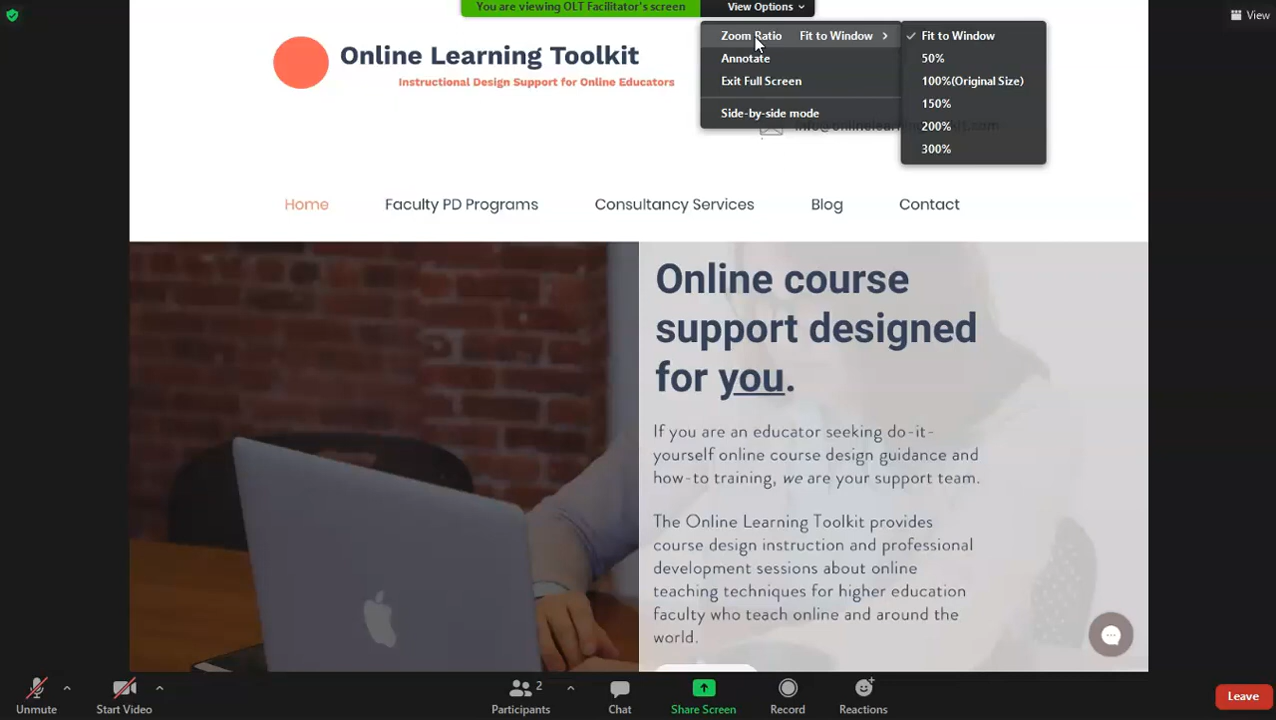 You are viewing OLT Facilitator's screen
View Options
View
Zoom Ratio Fit to Window
Annotate
Exit Full Screen
Side-by-side mode
Fit to Window
50%
100%(Original Size)
150%
200%
300%
Online Learning Toolkit
Instructional Design Support for Online Educators
Home
Faculty PD Programs
Consultancy Services
Blog
Contact
Online course
support designed
for you.
If you are an educator seeking do-it-
yourself online course design guidance and
how-to training, we are your support team.
The Online Learning Toolkit provides
course design instruction and professional
development sessions about online
teaching techniques for higher education
faculty who teach online and around the
world.
Unmute
Start Video
2
Participants
Chat
Share Screen
Record
Reactions
Leave